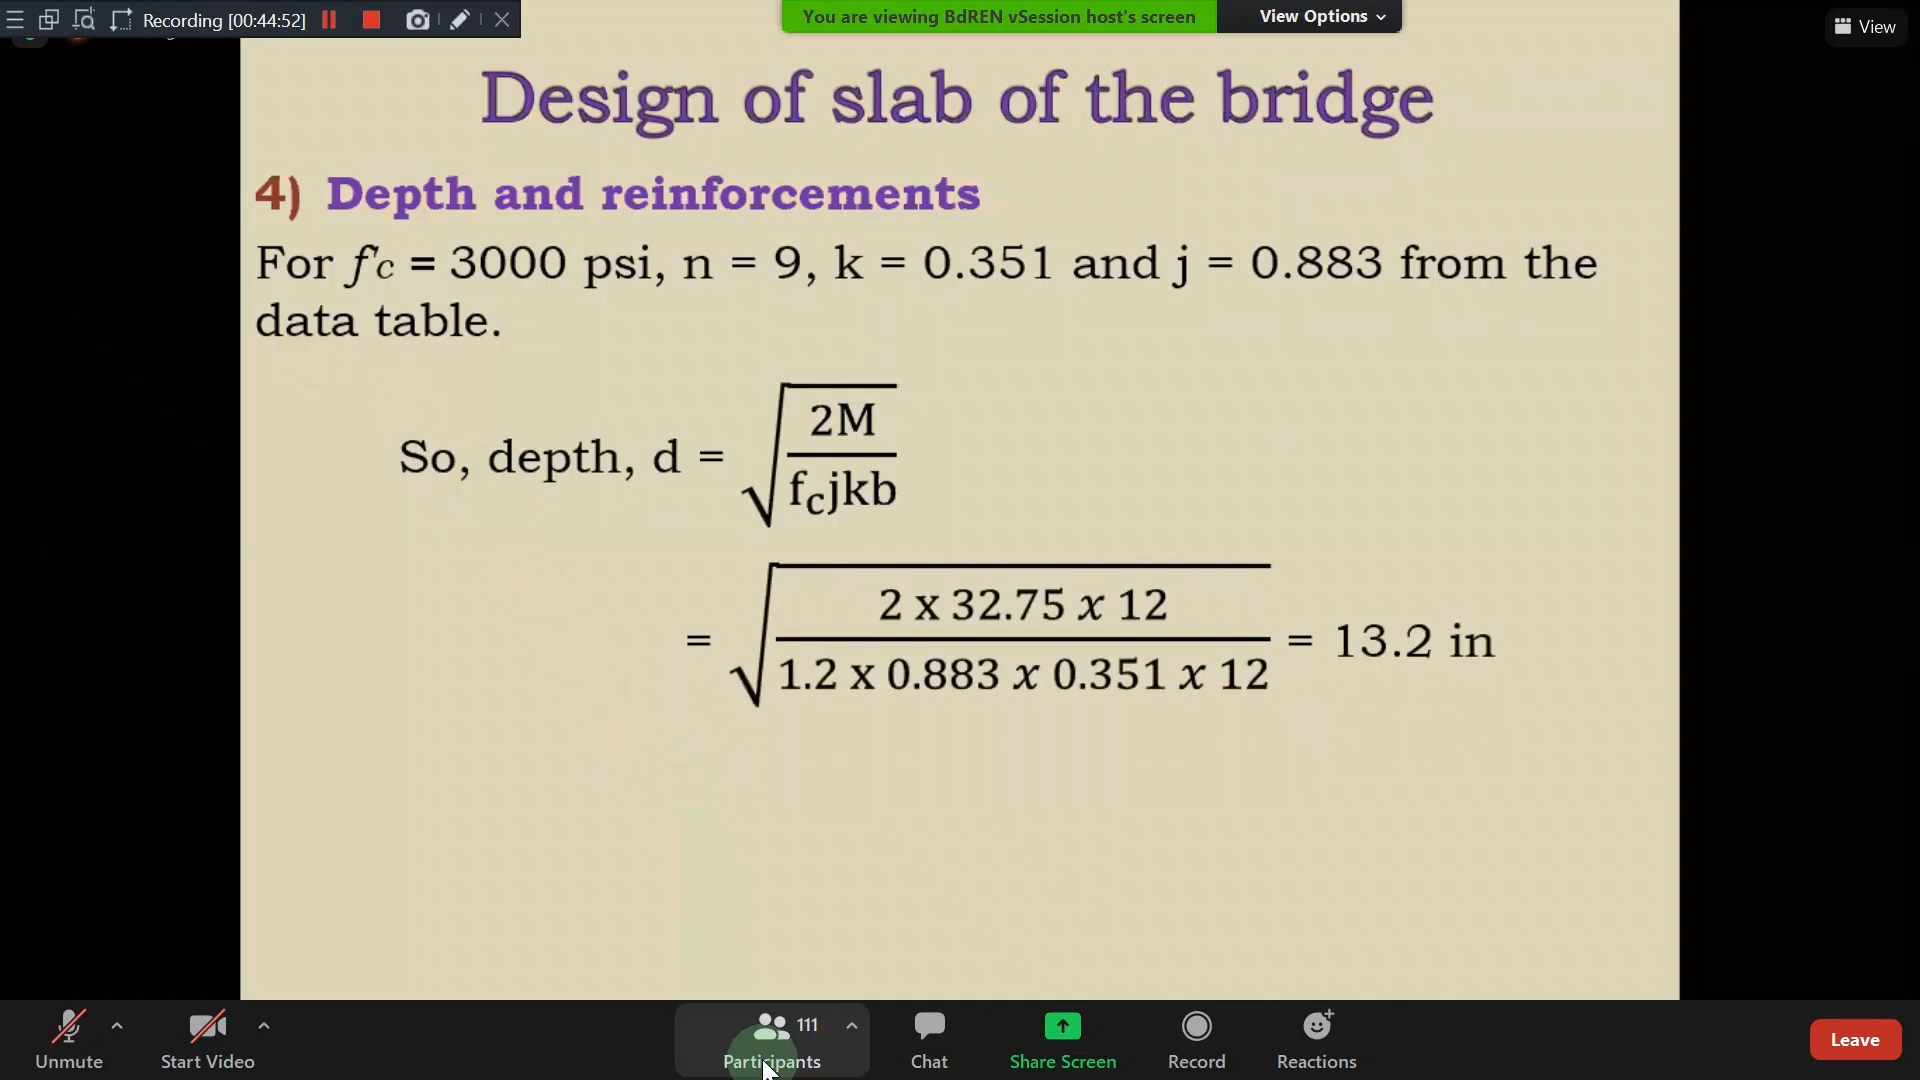 Recording [00:44:52]
You are viewing BdREN vSession host's screen
View Options
View
Design of slab of the bridge
4) Depth and reinforcements
For f'c = 3000 psi, n = 9, k = 0.351 and j = 0.883 from the
data table.
So, depth, d = √(2M / f_c jkb)
= √(2 x 32.75 x 12 / 1.2 x 0.883 x 0.351 x 12) = 13.2 in
Unmute
Start Video
111
Participants
Chat
Share Screen
Record
Reactions
Leave